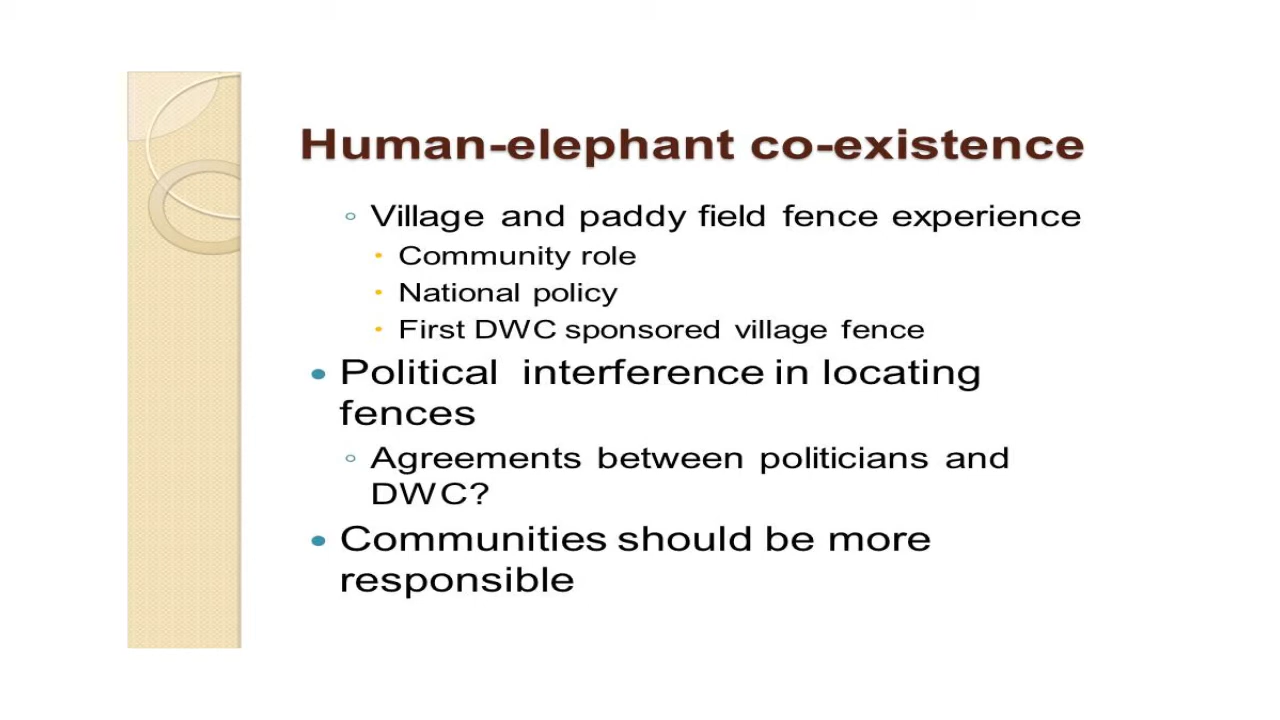 Human-elephant co-existence
Village and paddy field fence experience
Community role
National policy
First DWC sponsored village fence
Political interference in locating
fences
Agreements between politicians and
DWC?
Communities should be more
responsible